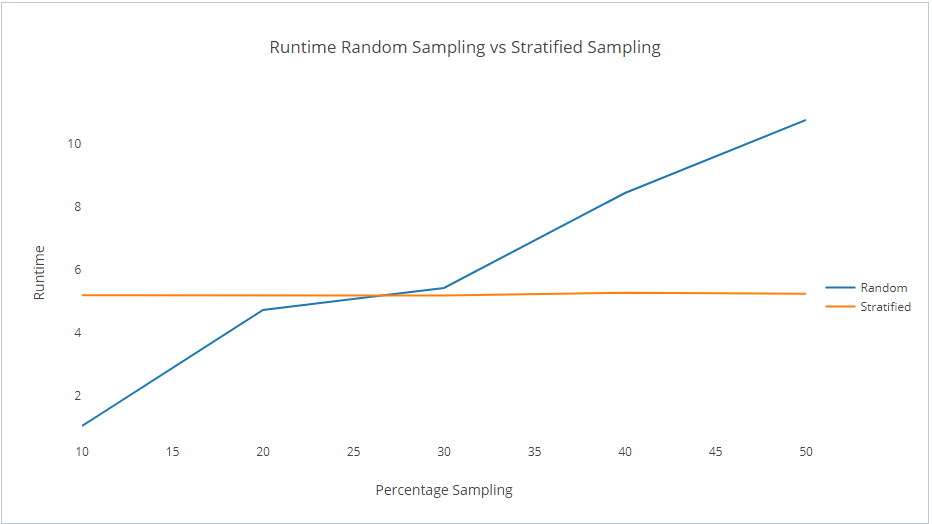 Runtime Random Sampling vs Stratified Sampling
10
8
6
4
2
Runtime
10 15 20 25 30 35 40 45 50
Percentage Sampling
Random
Stratified